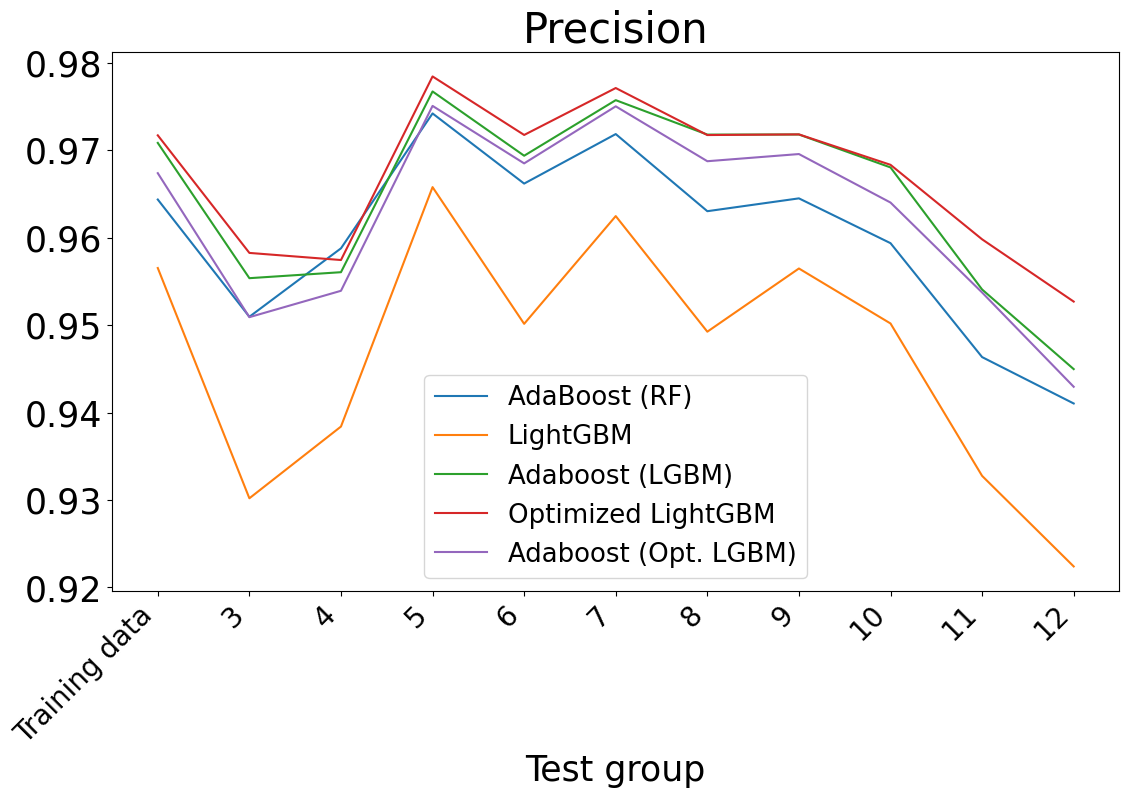 Precision
0.98
0.97
0.96
0.95
0.94
0.93
0.92
AdaBoost (RF)
LightGBM
Adaboost (LGBM)
Optimized LightGBM
Adaboost (Opt. LGBM)
Training data
3
4
5
6
7
8
9
10
11
12
Test group